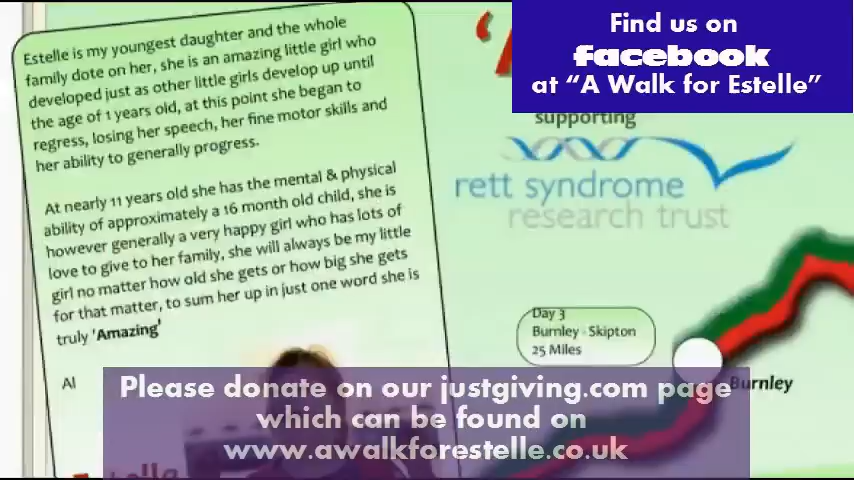 Estelle is my youngest daughter and the whole
family dote on her, she is an amazing little girl who
developed just as other little girls develop up until
the age of 1 years old, at this point she began to
regress, losing her speech, her fine motor skills and
her ability to generally progress.
At nearly 11 years old she has the mental & physical
ability of approximately a 16 month old child, she is
however generally a very happy girl who has lots of
love to give to her family, she will always be my little
girl no matter how old she gets or how big she gets
for that matter, to sum her up in just one word she is
truly 'Amazing'
Al
Find us on
facebook
at “A Walk for Estelle”
supporting
rett syndrome
research trust
Day 3
Burnley - Skipton
25 Miles
Burnley
Please donate on our justgiving.com page
which can be found on
www.awalkforestelle.co.uk